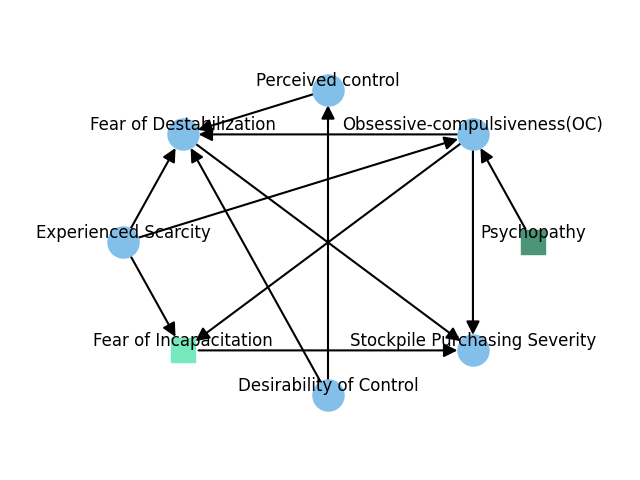 Perceived control
Fear of Destabilization
Obsessive-compulsiveness(OC)
Experienced Scarcity
Psychopathy
Fear of Incapacitation
Stockpile Purchasing Severity
Desirability of Control